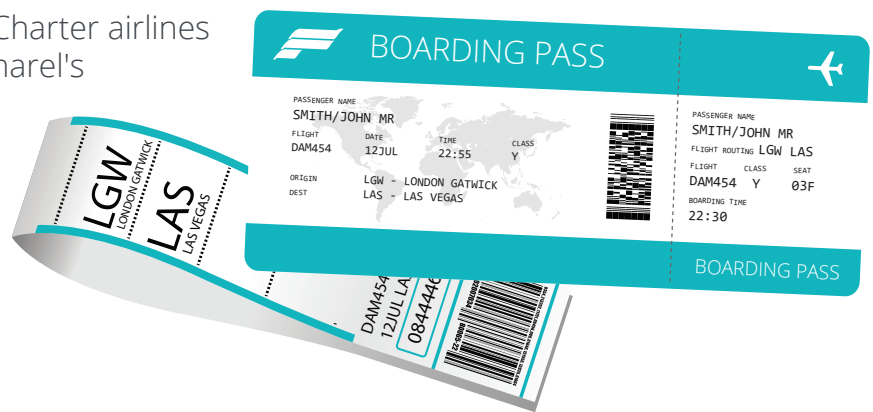 Charter airlines
BOARDING PASS
PASSENGER NAME
SMITH/JOHN MR
FLIGHT DATE TIME CLASS
DAM454 12JUL 22:55 Y
ORIGIN LGW - LONDON GATWICK
DEST LAS - LAS VEGAS
PASSENGER NAME
SMITH/JOHN MR
FLIGHT ROUTING LGW LAS
FLIGHT CLASS SEAT
DAM454 Y 03F
BOARDING TIME
22:30
BOARDING PASS
LGW
LONDON GATWICK
LAS
LAS VEGAS
DAM454
12JUL